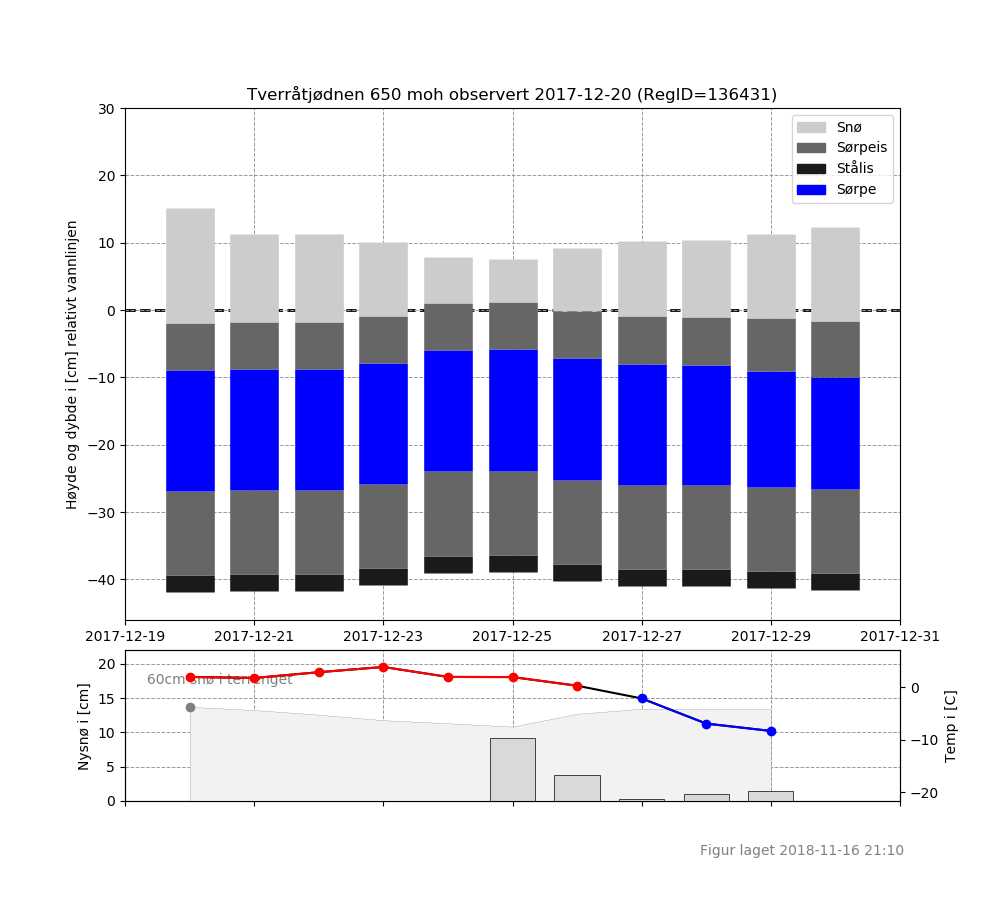 Tverråtjødnen 650 moh observert 2017-12-20 (RegID=136431)
Høyde og dybde i [cm] relativt vannlinjen
30
20
10
0
−10
−20
−30
−40
Snø
Sørpeis
Stålis
Sørpe
2017-12-19 2017-12-21 2017-12-23 2017-12-25 2017-12-27 2017-12-29 2017-12-31
Nysnø i [cm]
20
15
10
5
0
60cm snø i terrenget
0
−10
−20
Temp i [C]
Figur laget 2018-11-16 21:10